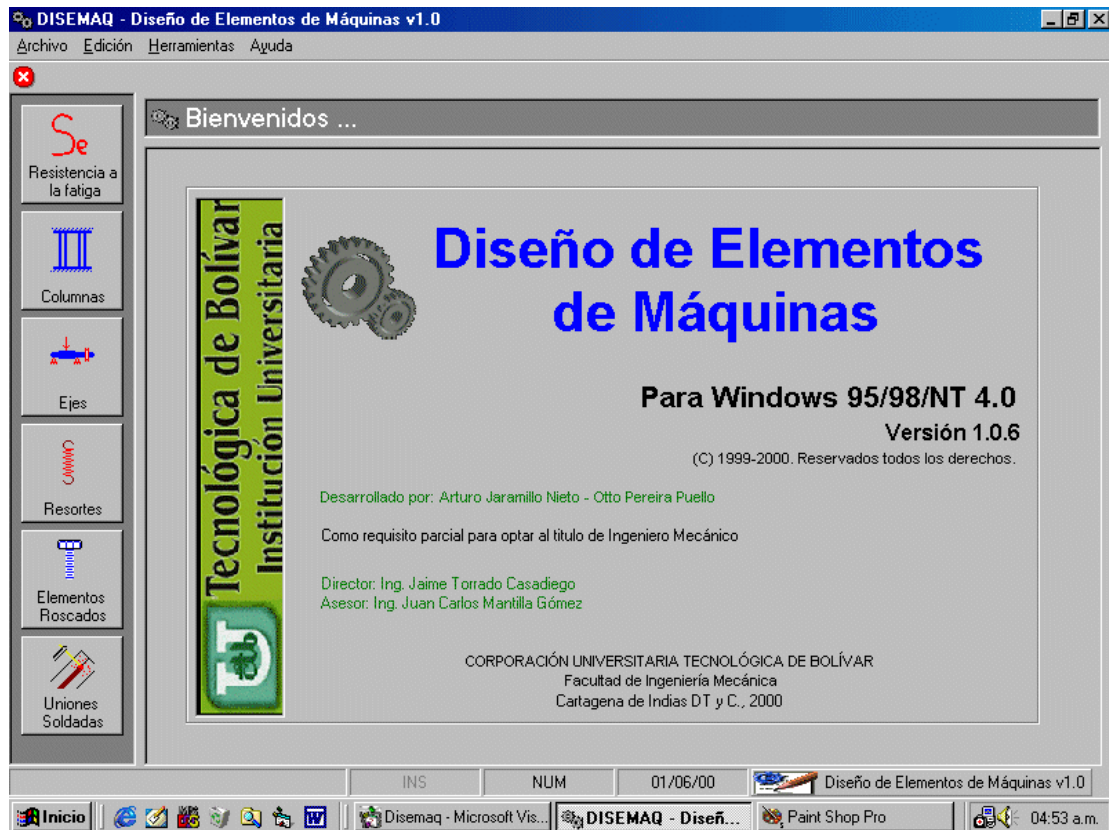 DISEMAQ - Diseño de Elementos de Máquinas v1.0
Archivo Edición Herramientas Ayuda
Bienvenidos ...
Se
Resistencia a
la fatiga
Columnas
Ejes
Resortes
Elementos
Roscados
Uniones
Soldadas
Tecnológica de Bolívar
Institución Universitaria
utb
Diseño de Elementos
de Máquinas
Para Windows 95/98/NT 4.0
Versión 1.0.6
(C) 1999-2000. Reservados todos los derechos.
Desarrollado por: Arturo Jaramillo Nieto - Otto Pereira Puello
Como requisito parcial para optar al titulo de Ingeniero Mecánico
Director: Ing. Jaime Torrado Casadiego
Asesor: Ing. Juan Carlos Mantilla Gómez
CORPORACIÓN UNIVERSITARIA TECNOLÓGICA DE BOLÍVAR
Facultad de Ingeniería Mecánica
Cartagena de Indias DT y C., 2000
INS NUM 01/06/00 Diseño de Elementos de Máquinas v1.0
Inicio Disemaq - Microsoft Vis... DISEMAQ - Diseñ... Paint Shop Pro 04:53 a.m.